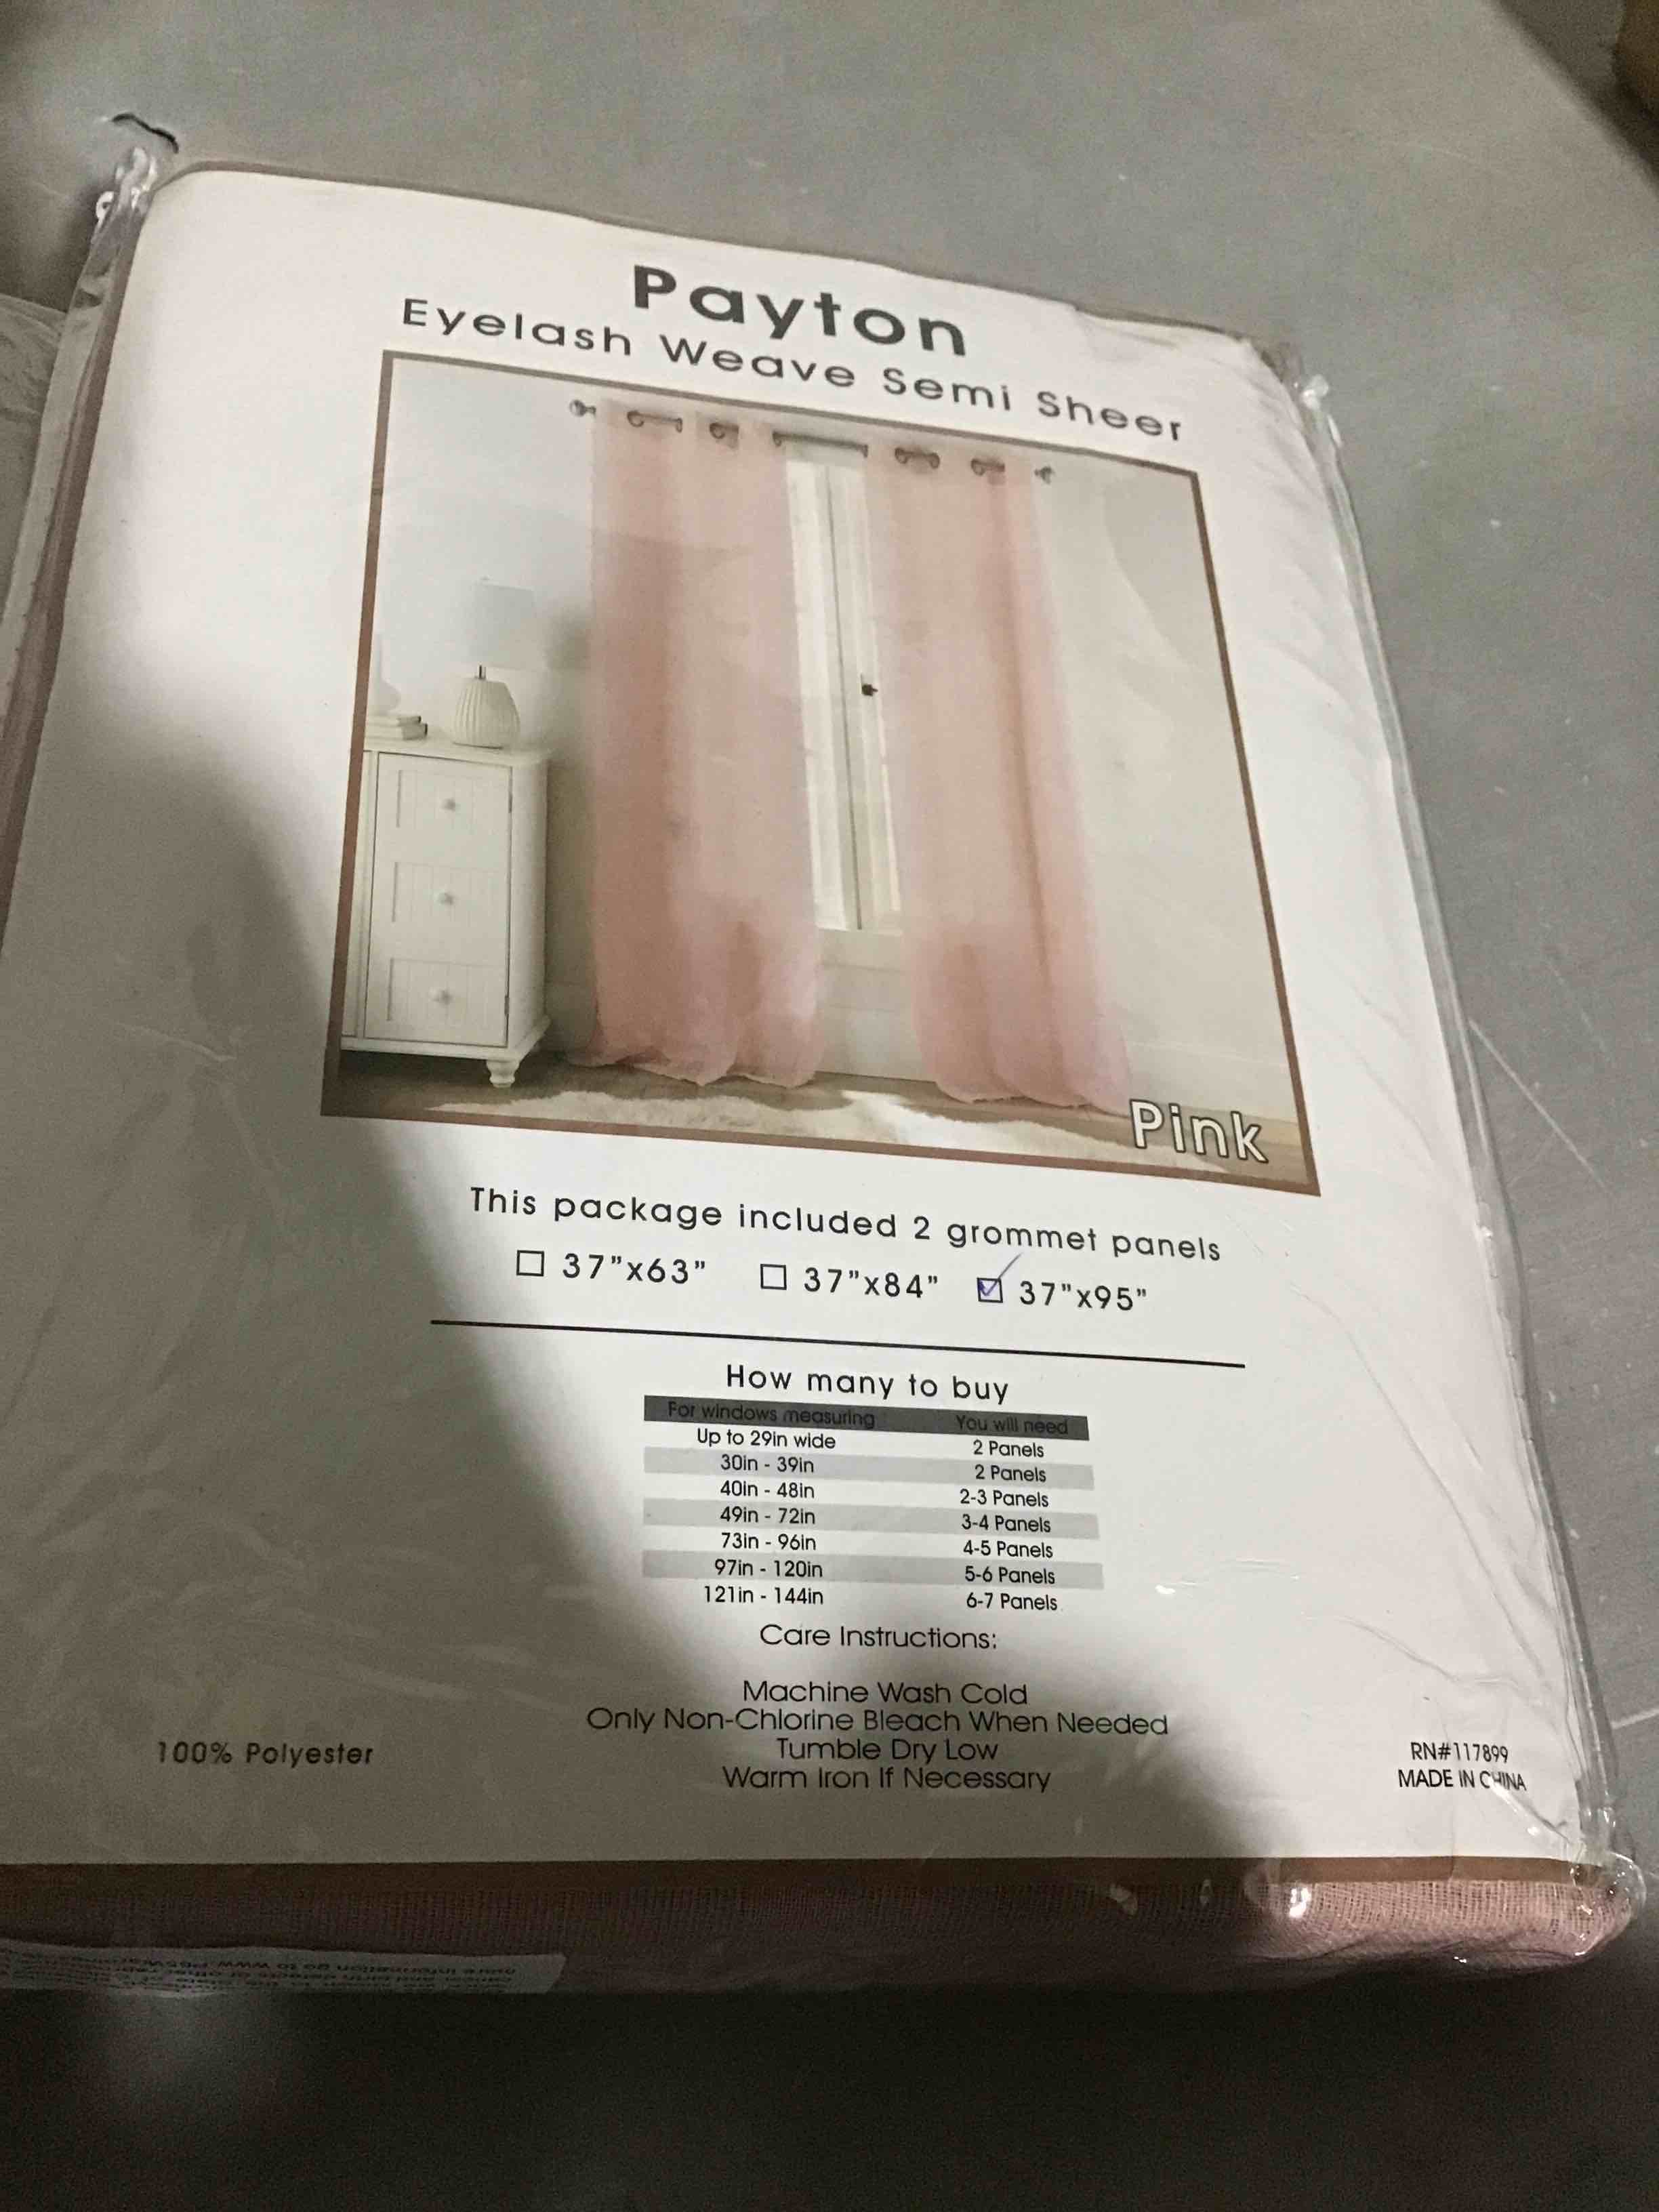 Payton
Eyelash Weave Semi Sheer
Pink
This package included 2 grommet panels
☐ 37"x63" ☐ 37"x84" ☑ 37"x95"
How many to buy
For windows measuring You will need
Up to 29in wide 2 Panels
30in - 39in 2 Panels
40in - 48in 2-3 Panels
49in - 72in 3-4 Panels
73in - 96in 4-5 Panels
97in - 120in 5-6 Panels
121in - 144in 6-7 Panels
Care Instructions:
Machine Wash Cold
Only Non-Chlorine Bleach When Needed
Tumble Dry Low
Warm Iron If Necessary
100% Polyester
RN#117899
MADE IN CHINA
more information go to